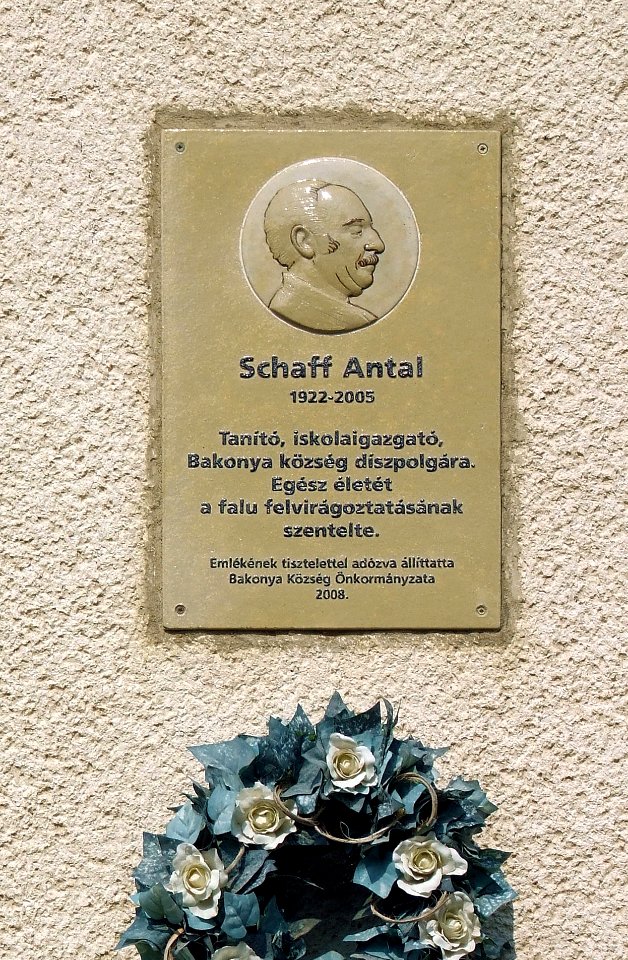 Schaff Antal
1922-2005
Tanító, iskolaigazgató,
Bakonya község díszpolgára.
Egész életét
a falu felvirágoztatásának
szentelte.
Emlékének tisztelettel adózva állíttatta
Bakonya Község Önkormányzata
2008.